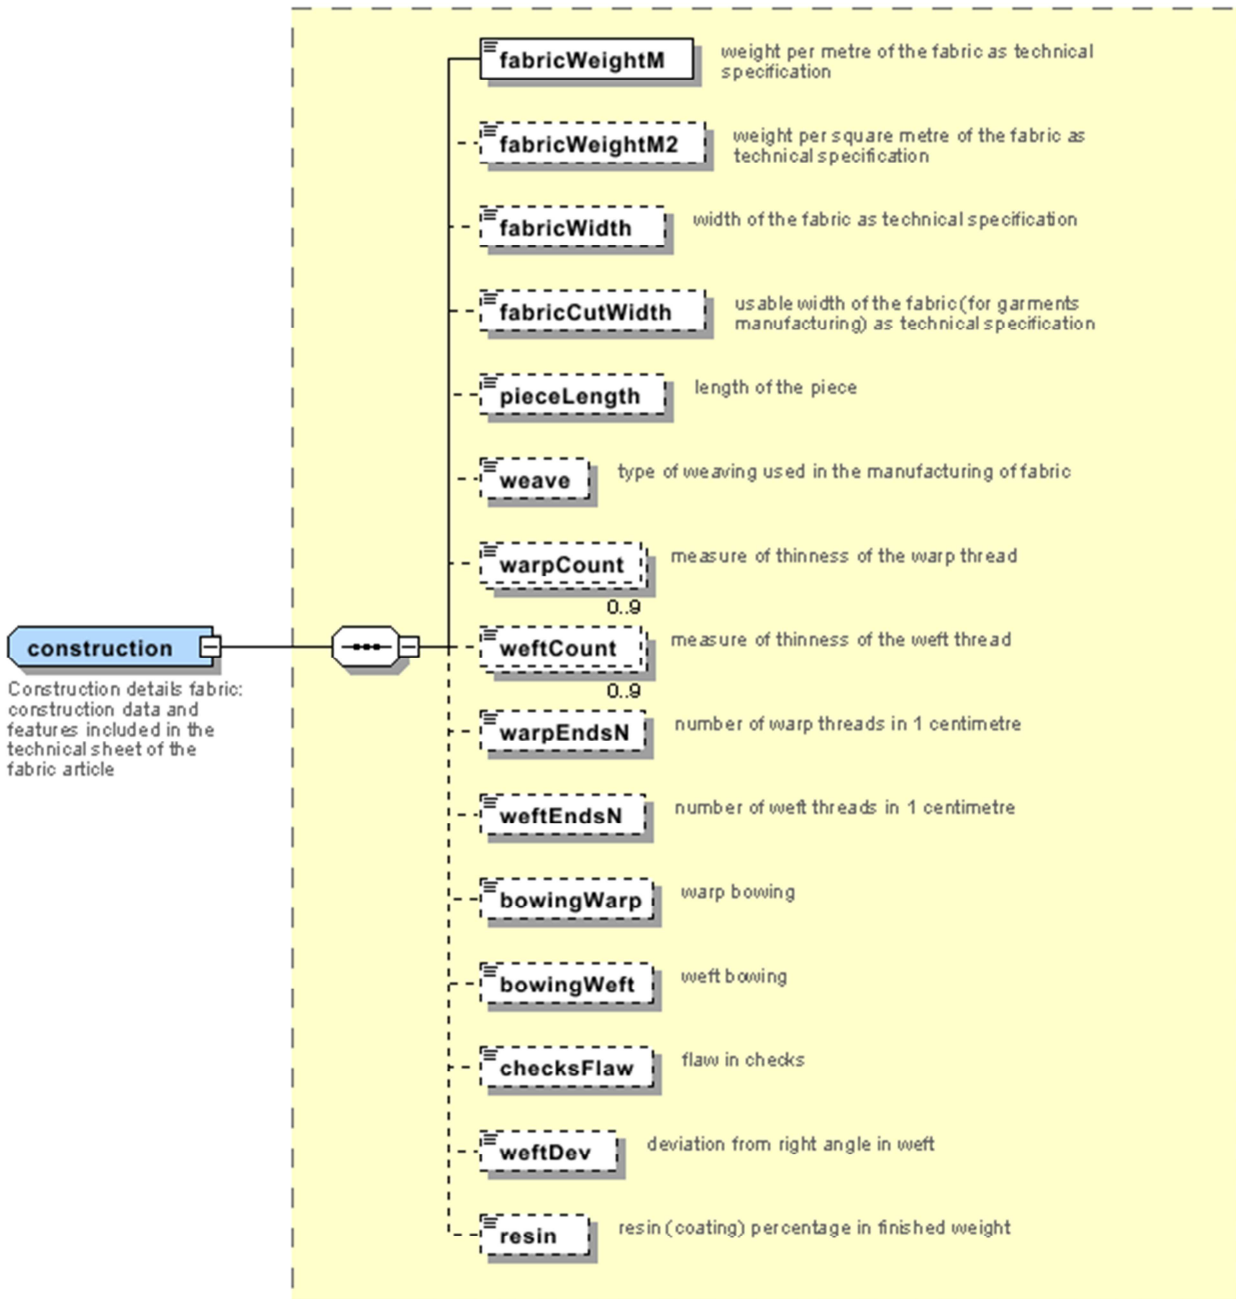 fabricWeightM
weight per metre of the fabric as technical
specification
fabricWeightM2
weight per square metre of the fabric as
technical specification
fabricWidth
width of the fabric as technical specification
fabricCutWidth
usable width of the fabric (for garments
manufacturing) as technical specification
pieceLength
length of the piece
weave
type of weaving used in the manufacturing of fabric
warpCount
measure of thinness of the warp thread
0..9
construction
Construction details fabric:
construction data and
features included in the
technical sheet of the
fabric article
weftCount
measure of thinness of the weft thread
0..9
warpEndsN
number of warp threads in 1 centimetre
weftEndsN
number of weft threads in 1 centimetre
bowingWarp
warp bowing
bowingWeft
weft bowing
checksFlaw
flaw in checks
weftDev
deviation from right angle in weft
resin
resin (coating) percentage in finished weight